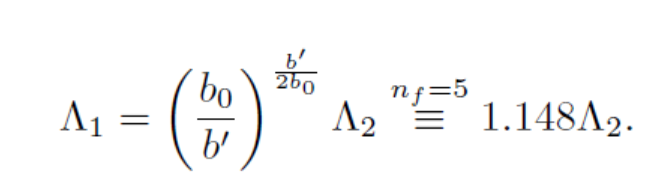 Λ₁ = (b₀/b′)^(b′/2b₀) Λ₂ ≡^(n_f=5) 1.148Λ₂.